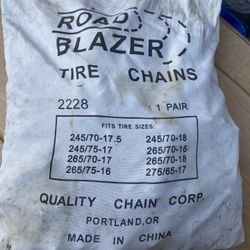 ROAD
BLAZER
TIRE CHAINS
2228 1 PAIR
FITS TIRE SIZES:
245/70-17.5 245/70-18
245/75-17 265/70-16
265/70-17 265/70-18
265/75-16 275/65-17
QUALITY CHAIN CORP.
PORTLAND, OR
MADE IN CHINA